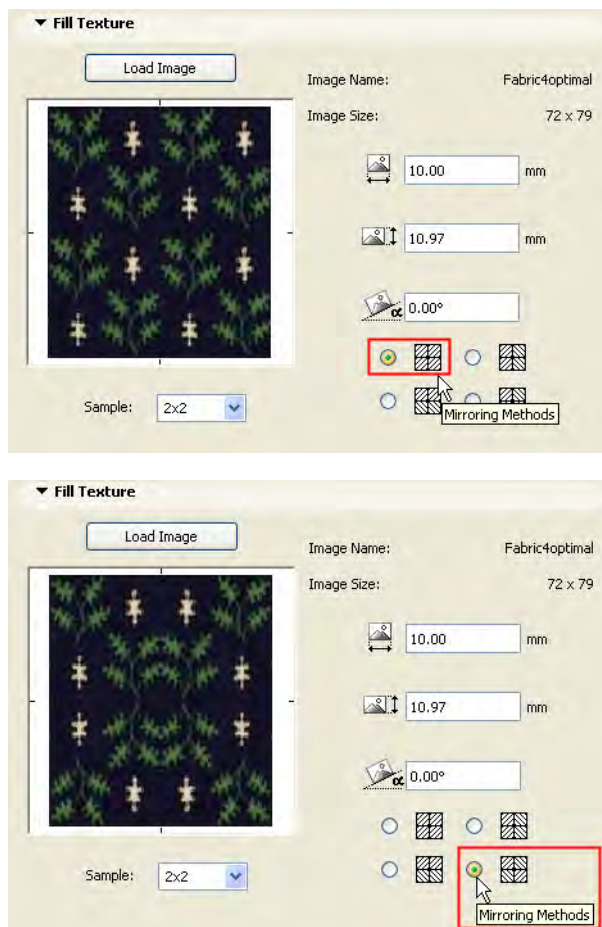 Fill Texture
Load Image
Image Name: Fabric4optimal
Image Size: 72 x 79
10.00 mm
10.97 mm
α 0.00°
Sample: 2x2
Mirroring Methods
Fill Texture
Load Image
Image Name: Fabric4optimal
Image Size: 72 x 79
10.00 mm
10.97 mm
α 0.00°
Sample: 2x2
Mirroring Methods